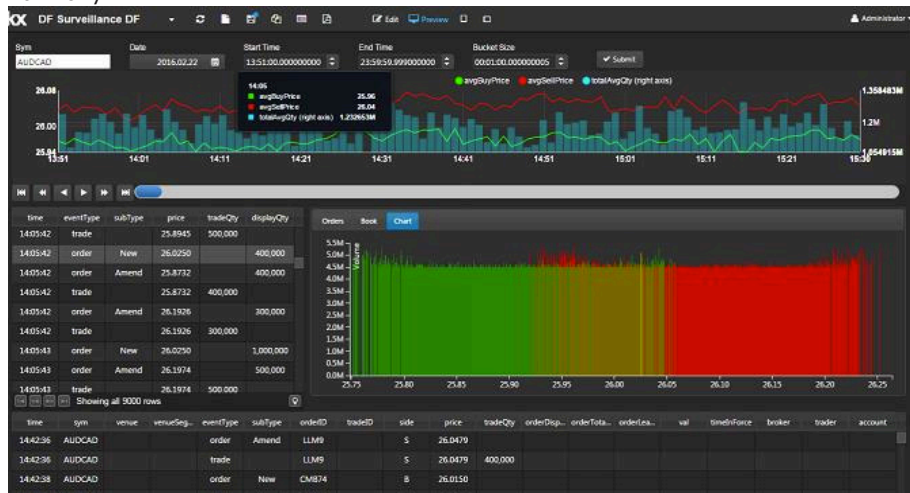 kx DF Surveillance DF Edit Preview Administrator
Sym Date Start Time End Time Bucket Size
AUDCAD 2016.02.22 13:51:00.000000000 23:59:59.999000000 00:01:00.000000005 Submit
avgBuyPrice avgSellPrice totalAvgQty (right axis)
14:05
avgBuyPrice 25.96
avgSellPrice 26.04
totalAvgQty (right axis) 1.232653M
26.08 1.358483M
26.00 1.2M
25.94 1.054915M
13:51 14:01 14:11 14:21 14:31 14:41 14:51 15:01 15:11 15:21 15:30
time eventType subType price tradeQty displayQty
14:05:42 trade 25.8945 500,000
14:05:42 order New 26.0250 400,000
14:05:42 order Amend 25.8732 400,000
14:05:42 trade 25.8732 400,000
14:05:42 order Amend 26.1926 300,000
14:05:42 trade 26.1926 300,000
14:05:43 order New 26.0250 1,000,000
14:05:43 order Amend 26.1974 500,000
14:05:43 trade 26.1974 500,000
Showing all 9000 rows
Orders Book Chart
Volume
5.5M
5.0M
4.5M
4.0M
3.5M
3.0M
2.5M
2.0M
1.5M
1.0M
0.5M
0.0M
25.75 25.80 25.85 25.90 25.95 26.00 26.05 26.10 26.15 26.20 26.25
time sym venue venueSeg... eventType subType orderID tradeID side price tradeQty orderDisp... orderTota... orderLea... val timeInForce broker trader account
14:42:36 AUDCAD order Amend LLM9 S 26.0479
14:42:36 AUDCAD trade LLM9 S 26.0479 400,000
14:42:38 AUDCAD order New CMB74 B 26.0150